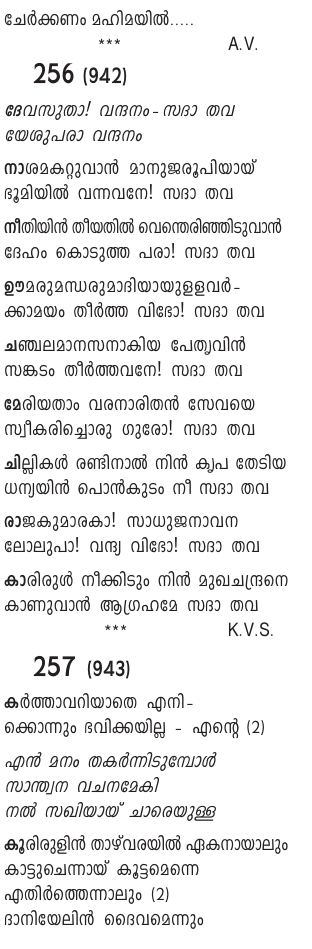 ചേർക്കണം മഹിമയിൽ.....
*** A.V.
256 (942)
ദേവസുതാ! വന്ദനം - സദാ തവ
യേശുപരാ വന്ദനം
നാശമകറ്റുവാൻ മാനുജരൂപിയായ്
ഭൂമിയിൽ വന്നവനേ! സദാ തവ
നീതിയിൻ തീയതിൽ വെന്തെരിഞ്ഞിടുവാൻ
ദേഹം കൊടുത്ത പരാ! സദാ തവ
ഊമരുമന്ധരുമാദിയായുളളവർ -
ക്കാമയം തീർത്ത വിഭോ! സദാ തവ
ചഞ്ചലമാനസനാകിയ പേതൃവിൻ
സങ്കടം തീർത്തവനേ! സദാ തവ
മേരിയതാം വരനാരിതൻ സേവയെ
സ്വീകരിച്ചൊരു ഗുരോ! സദാ തവ
ചില്ലികൾ രണ്ടിനാൽ നിൻ കൃപ തേടിയ
ധന്യയിൻ പൊൻകുടം നീ സദാ തവ
രാജകുമാരകാ! സാധുജനാവന
ലോലുപാ! വന്ദ്യ വിഭോ! സദാ തവ
കാരിരുൾ നീക്കിടും നിൻ മുഖചന്ദ്രനെ
കാണുവാൻ ആഗ്രഹമേ സദാ തവ
*** K.V.S.
257 (943)
കർത്താവറിയാതെ എനി -
ക്കൊന്നും ഭവിക്കയില്ല - എന്റെ (2)
എൻ മനം തകർന്നിടുമ്പോൾ
സാന്ത്വന വചനമേകി
നൽ സഖിയായ് ചാരെയുള്ള
കൂരിരുളിൻ താഴ്വരയിൽ ഏകനായാലും
കാട്ടുചെന്നായ് കൂട്ടമെന്നെ
എതിർത്തെന്നാലും (2)
ദാനിയേലിൻ ദൈവമെന്നും